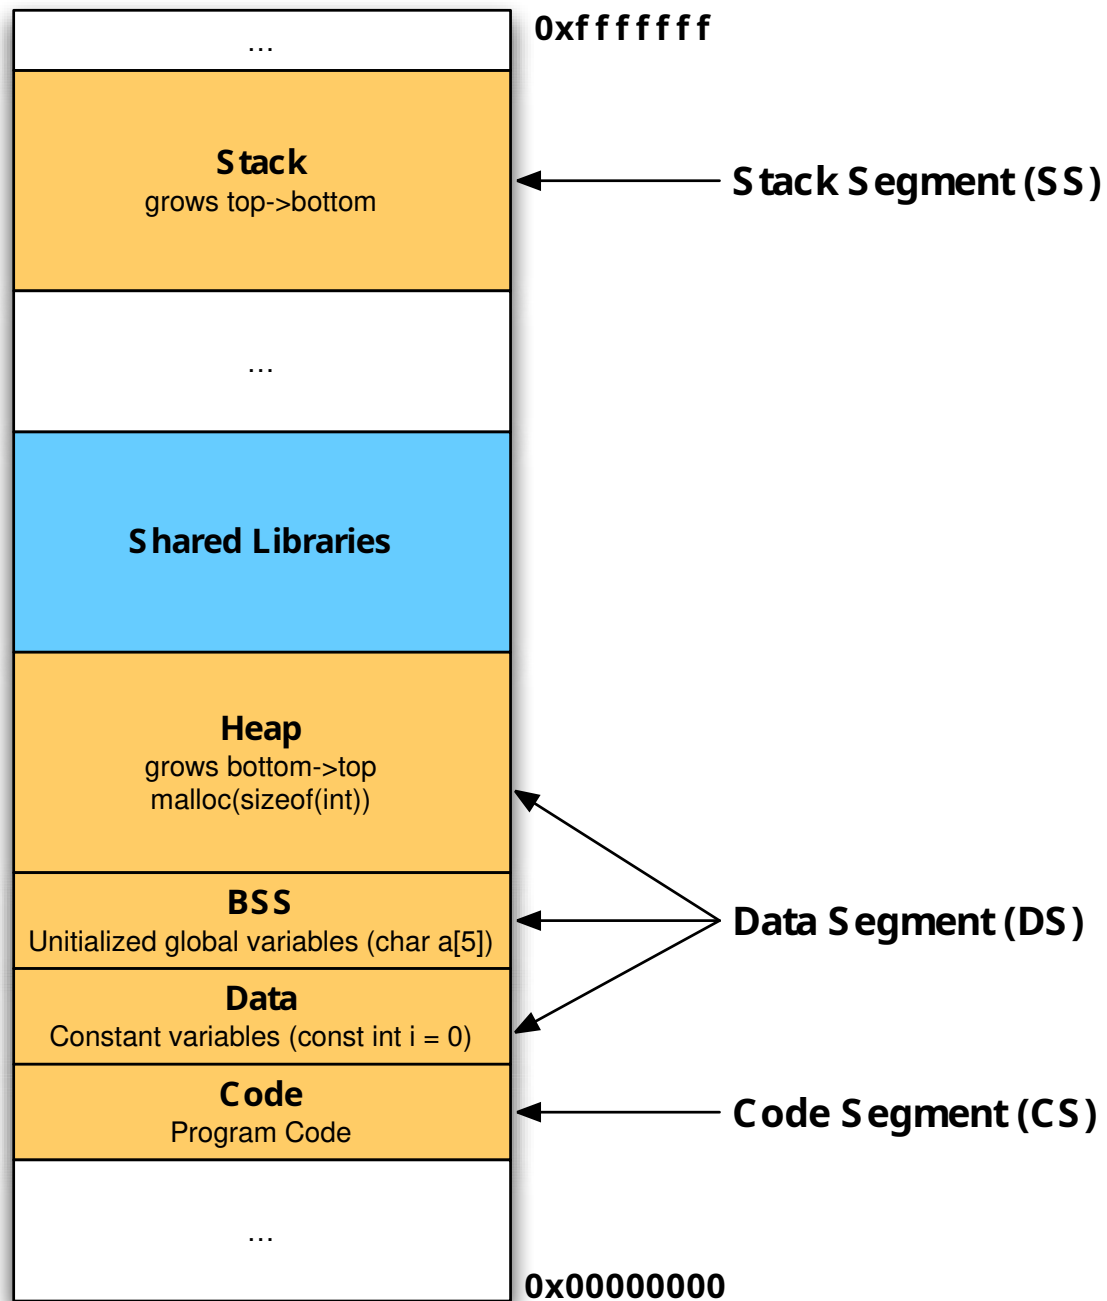 ...
0xfffffff
Stack
grows top->bottom
Stack Segment (SS)
...
Shared Libraries
Heap
grows bottom->top
malloc(sizeof(int))
BSS
Unitialized global variables (char a[5])
Data Segment (DS)
Data
Constant variables (const int i = 0)
Code
Program Code
Code Segment (CS)
...
0x00000000